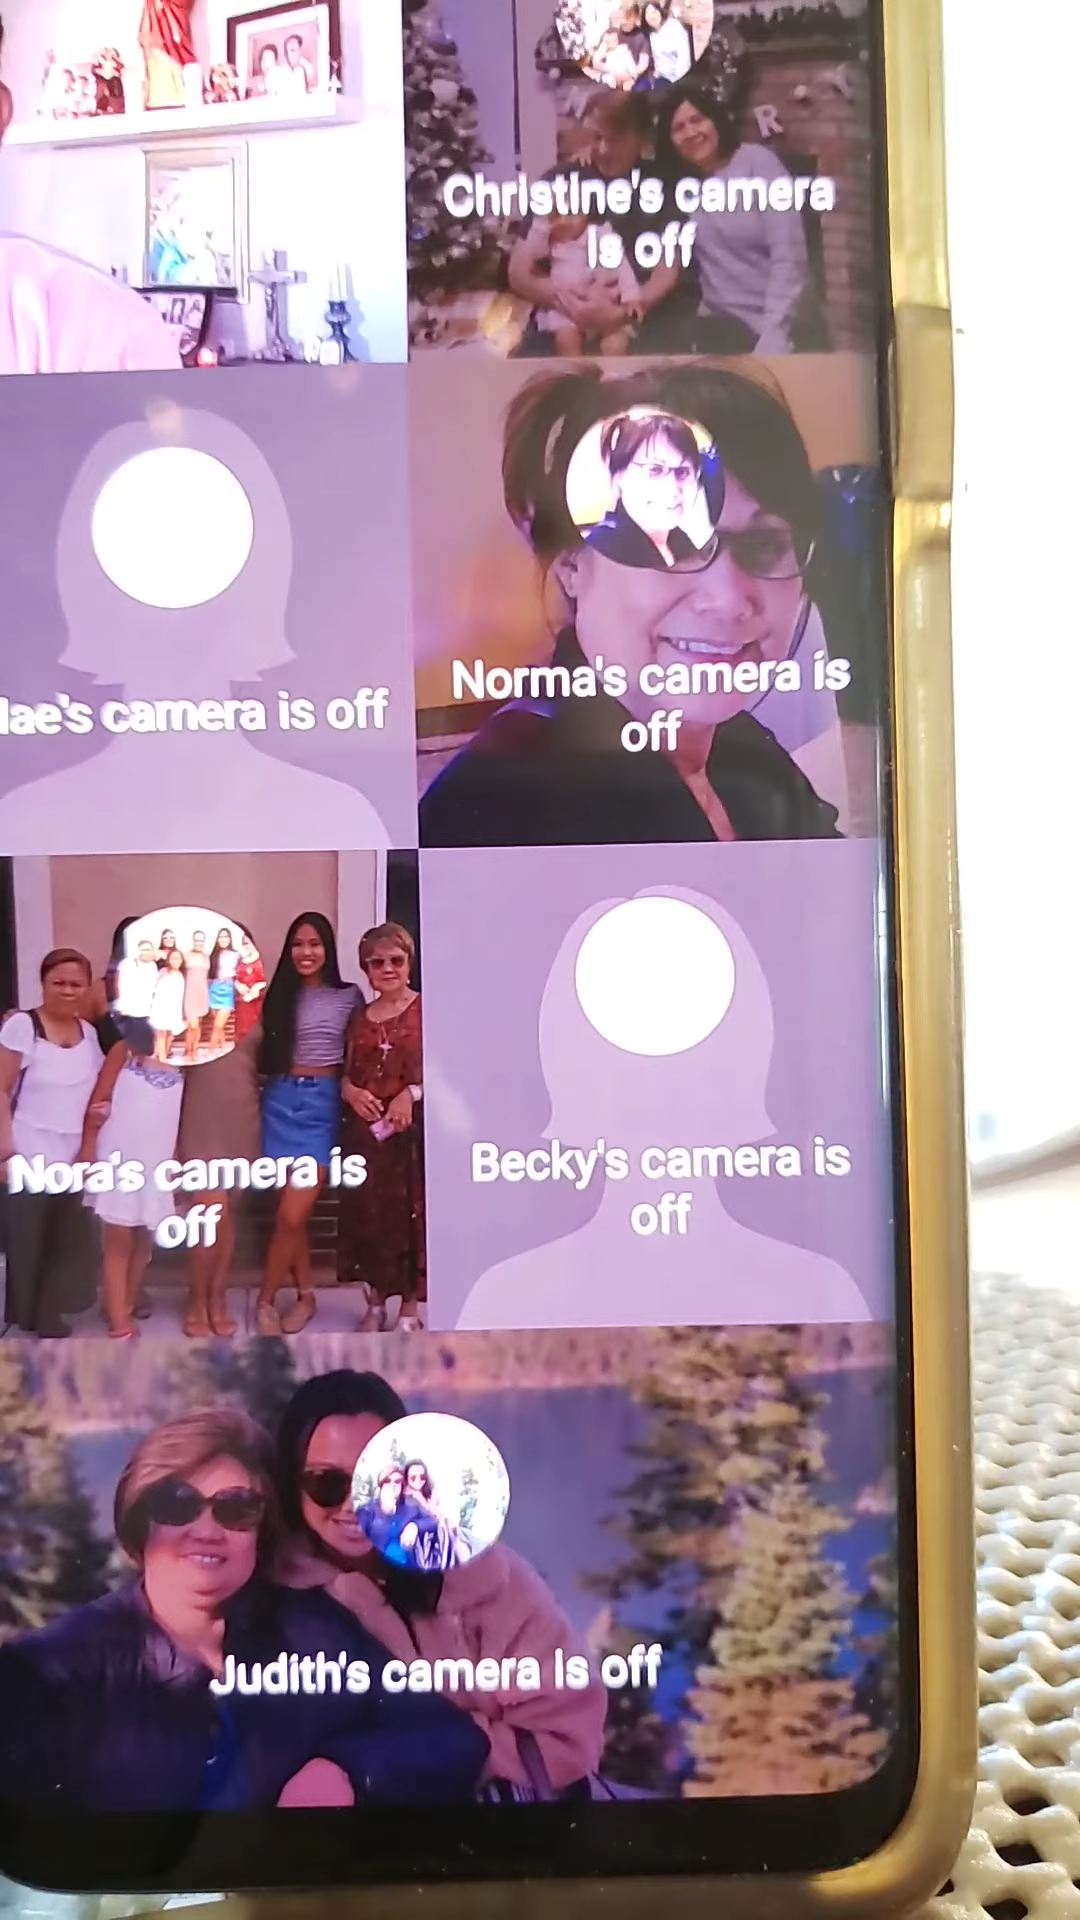 R
Christine's camera
is off
camera is off
Norma's camera is
off
Nora's camera is
off
Becky's camera is
off
Judith's camera is off